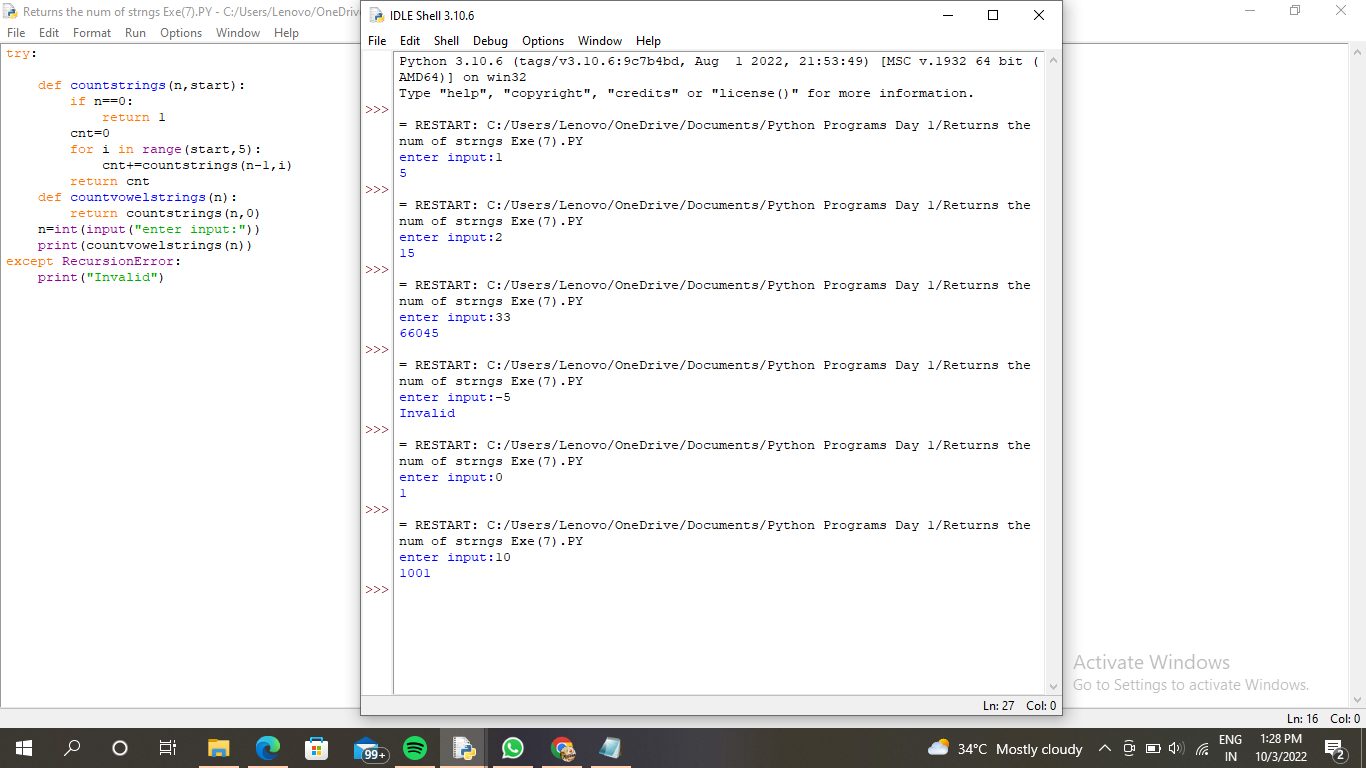 Returns the num of strngs Exe(7).PY - C:/Users/Lenovo/OneDriv
File Edit Format Run Options Window Help
try:
def countstrings(n,start):
if n==0:
return 1
cnt=0
for i in range(start,5):
cnt+=countstrings(n-1,i)
return cnt
def countvowelstrings(n):
return countstrings(n,0)
n=int(input("enter input:"))
print(countvowelstrings(n))
except RecursionError:
print("Invalid")
IDLE Shell 3.10.6
File Edit Shell Debug Options Window Help
Python 3.10.6 (tags/v3.10.6:9c7b4bd, Aug 1 2022, 21:53:49) [MSC v.1932 64 bit (
AMD64)] on win32
Type "help", "copyright", "credits" or "license()" for more information.
>>>
= RESTART: C:/Users/Lenovo/OneDrive/Documents/Python Programs Day 1/Returns the
num of strngs Exe(7).PY
enter input:1
5
>>>
= RESTART: C:/Users/Lenovo/OneDrive/Documents/Python Programs Day 1/Returns the
num of strngs Exe(7).PY
enter input:2
15
>>>
= RESTART: C:/Users/Lenovo/OneDrive/Documents/Python Programs Day 1/Returns the
num of strngs Exe(7).PY
enter input:33
66045
>>>
= RESTART: C:/Users/Lenovo/OneDrive/Documents/Python Programs Day 1/Returns the
num of strngs Exe(7).PY
enter input:-5
Invalid
>>>
= RESTART: C:/Users/Lenovo/OneDrive/Documents/Python Programs Day 1/Returns the
num of strngs Exe(7).PY
enter input:0
1
>>>
= RESTART: C:/Users/Lenovo/OneDrive/Documents/Python Programs Day 1/Returns the
num of strngs Exe(7).PY
enter input:10
1001
>>>
Ln: 27 Col: 0
Activate Windows
Go to Settings to activate Windows.
Ln: 16 Col: 0
99+
34°C Mostly cloudy
ENG
IN
1:28 PM
10/3/2022
2